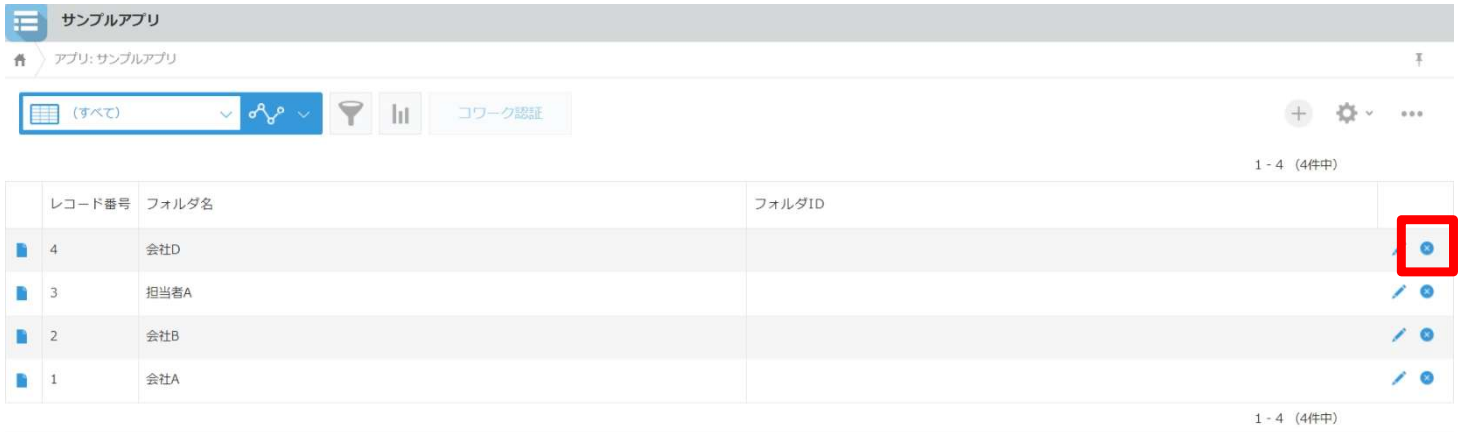 サンプルアプリ
アプリ: サンプルアプリ
(すべて) コワーク認証
1 - 4 (4件中)
レコード番号 フォルダ名 フォルダID
4 会社D
3 担当者A
2 会社B
1 会社A
1 - 4 (4件中)